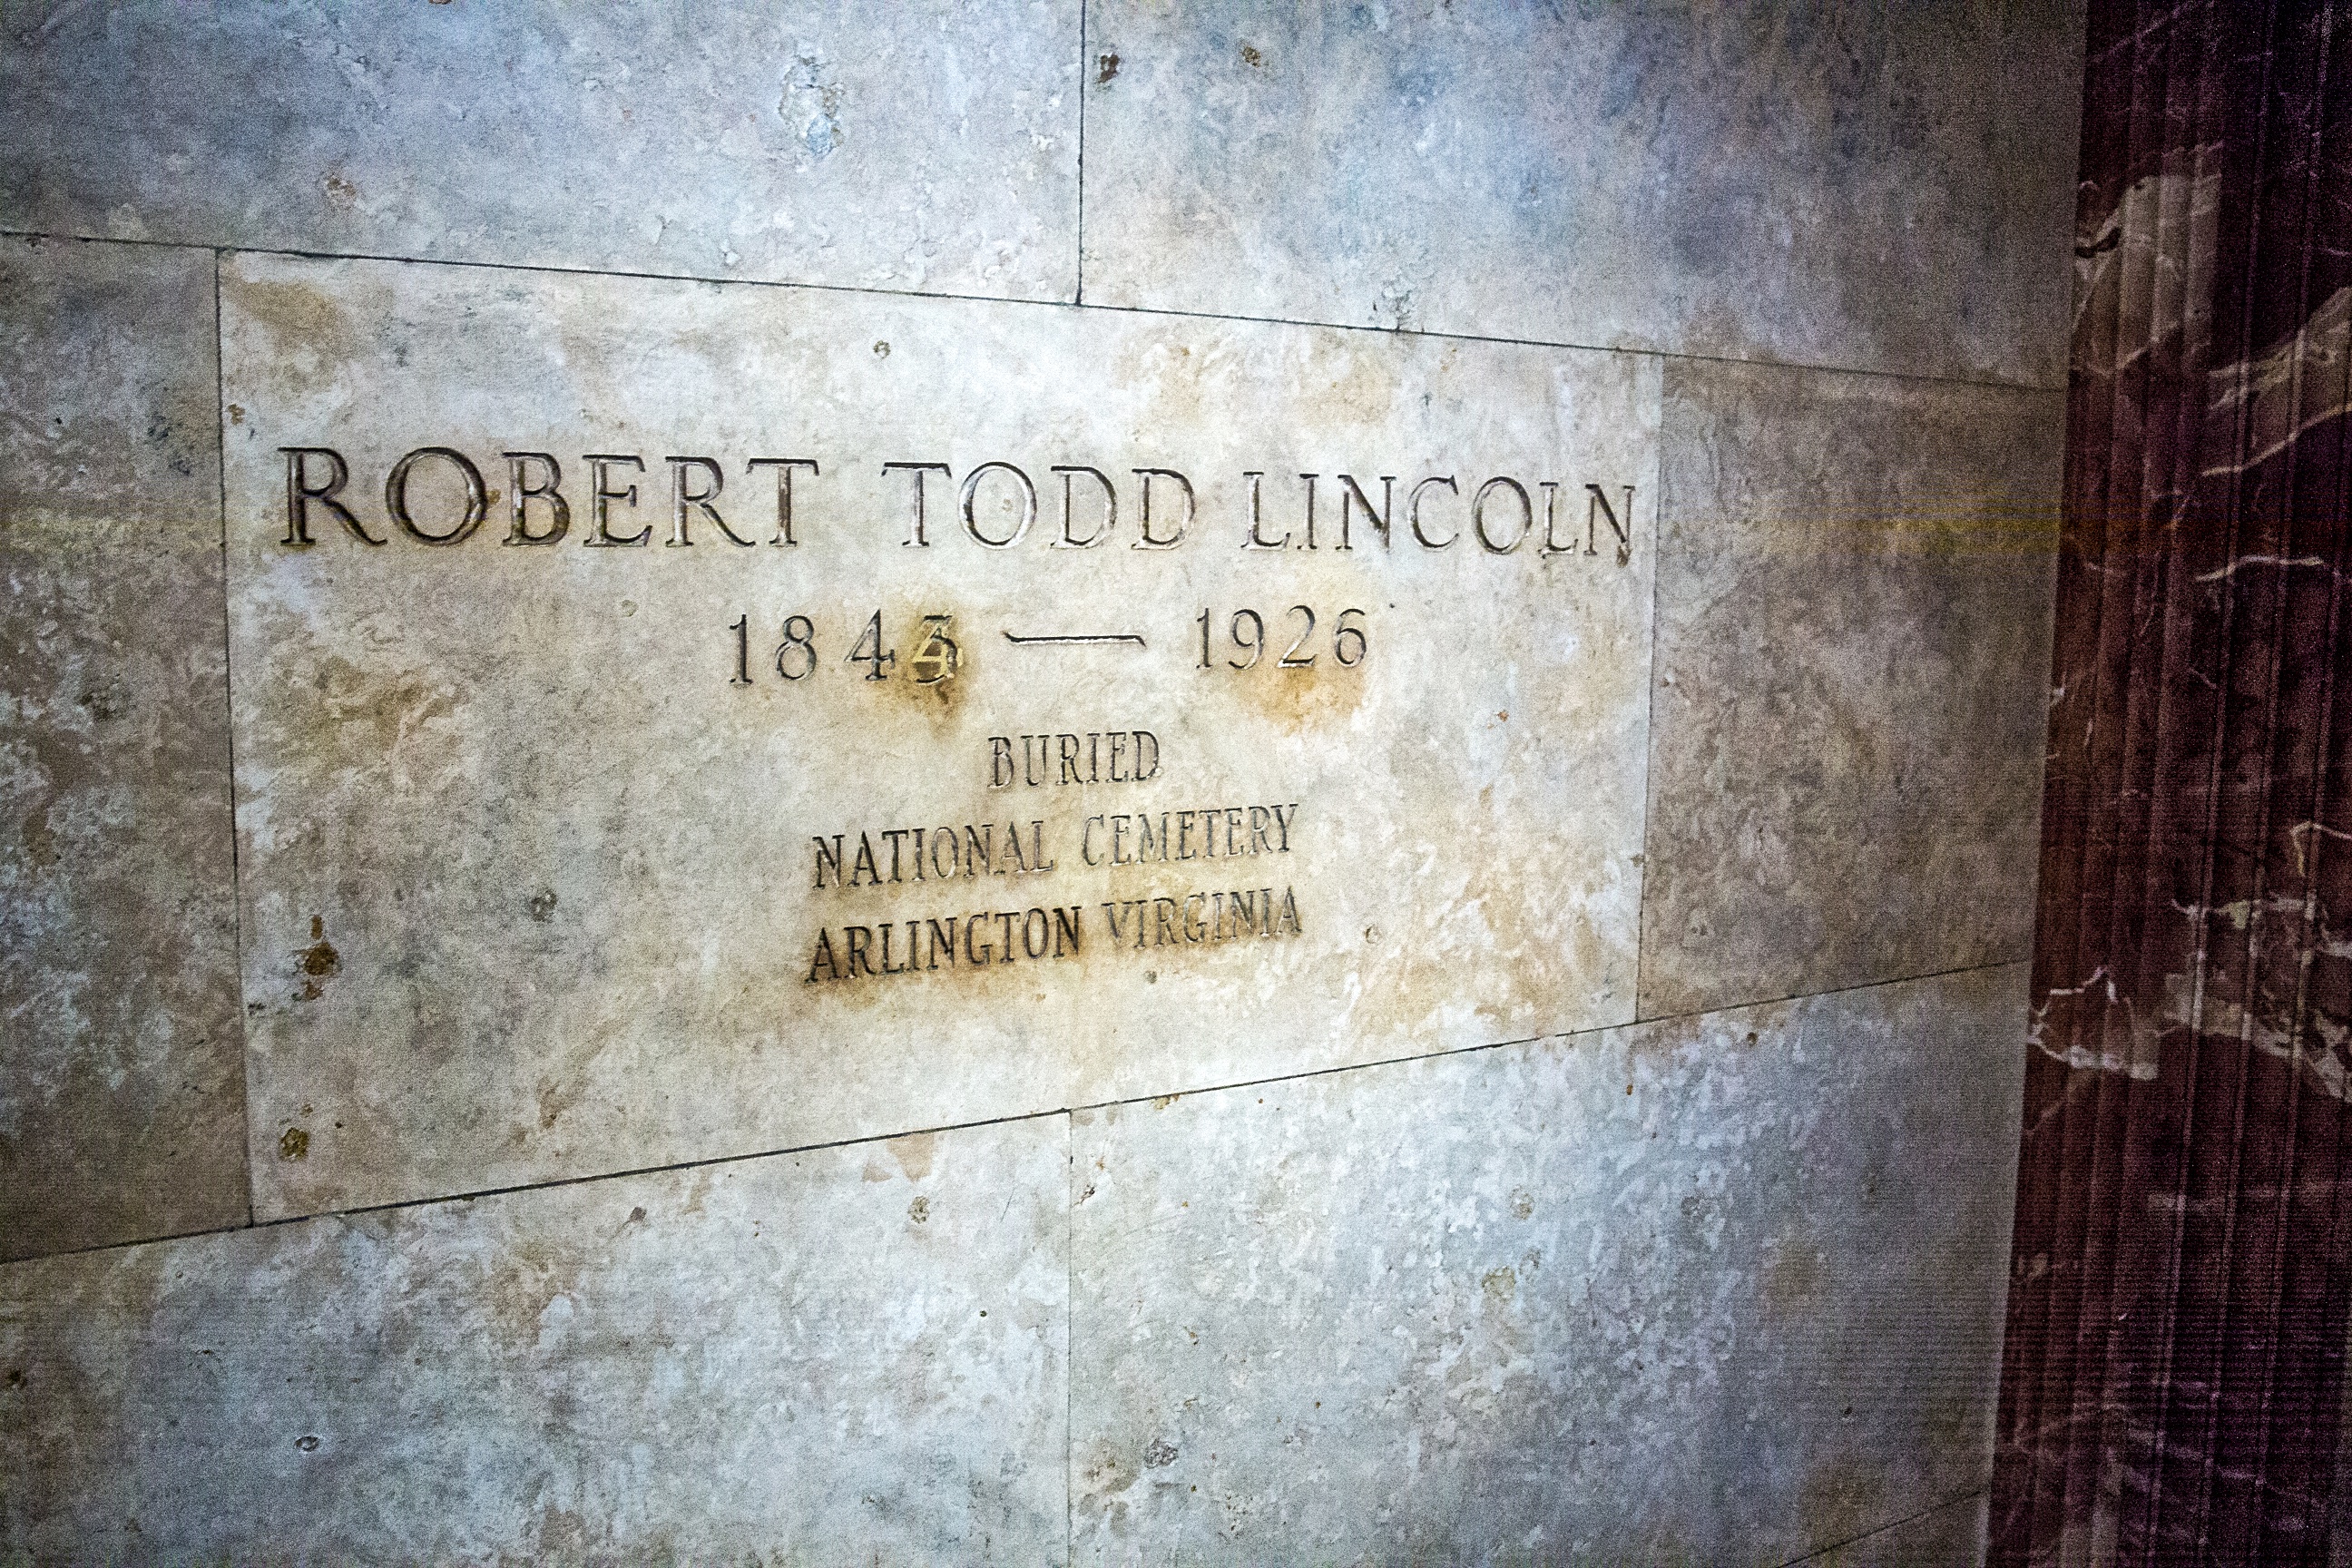 ROBERT TODD LINCOLN
1843 — 1926
BURIED
NATIONAL CEMETERY
ARLINGTON VIRGINIA